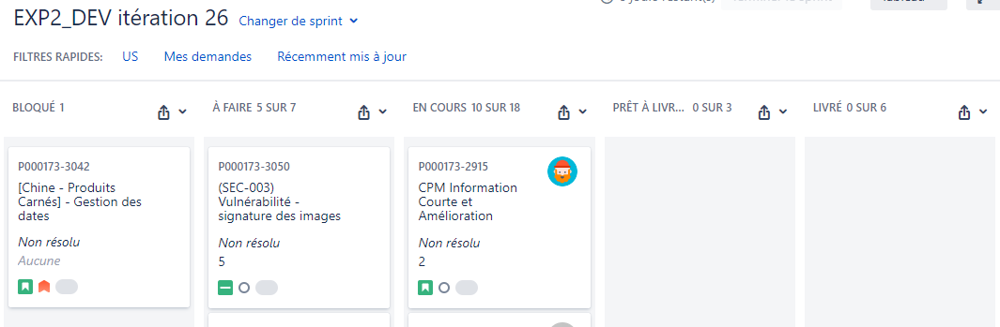 EXP2_DEV itération 26 Changer de sprint
FILTRES RAPIDES: US Mes demandes Récemment mis à jour
BLOQUÉ 1
À FAIRE 5 SUR 7
EN COURS 10 SUR 18
PRÊT À LIVR... 0 SUR 3
LIVRÉ 0 SUR 6
P000173-3042
[Chine - Produits
Carnés] - Gestion des
dates
Non résolu
Aucune
P000173-3050
(SEC-003)
Vulnérabilité -
signature des images
Non résolu
5
P000173-2915
CPM Information
Courte et
Amélioration
Non résolu
2